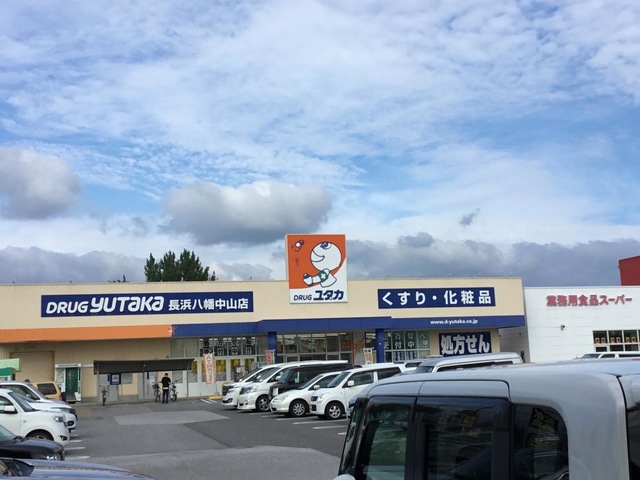 DRUG YUTAKA 長浜八幡中山店
DRUG ユタカ
くすり・化粧品
www.d-yutaka.co.jp
処方せん
業務用食品スーパー